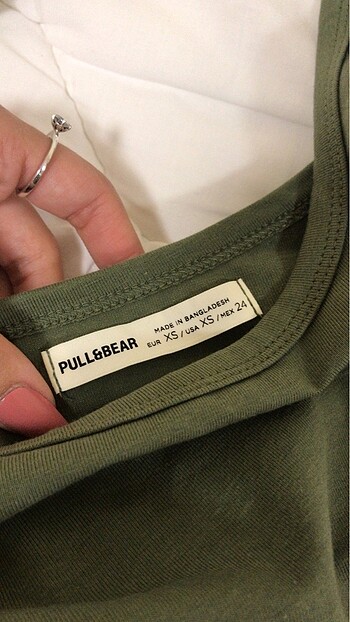 PULL&BEAR
MADE IN BANGLADESH
EUR XS / USA XS / MEX 24